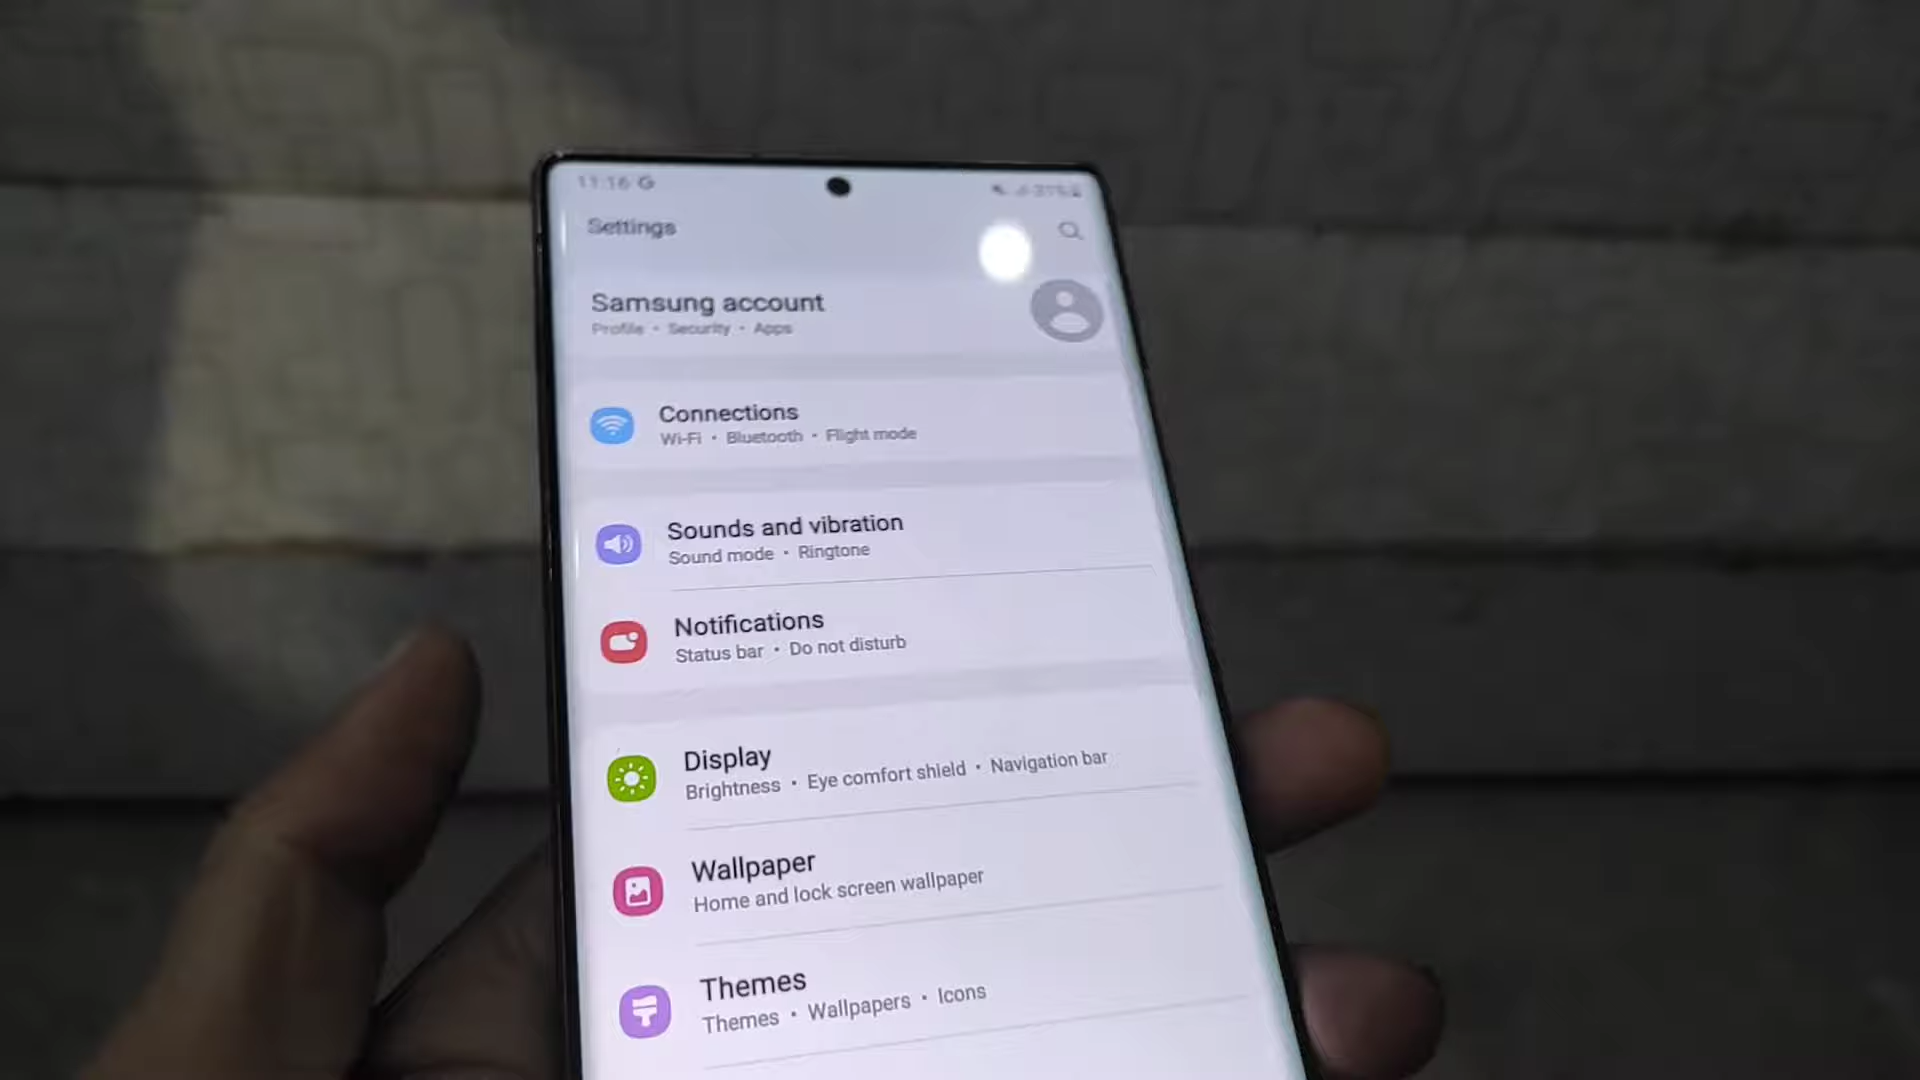 11:16 G
Settings
Samsung account
Profile • Security • Apps
Connections
Wi-Fi • Bluetooth • Flight mode
Sounds and vibration
Sound mode • Ringtone
Notifications
Status bar • Do not disturb
Display
Brightness • Eye comfort shield • Navigation bar
Wallpaper
Home and lock screen wallpaper
Themes
Themes • Wallpapers • Icons